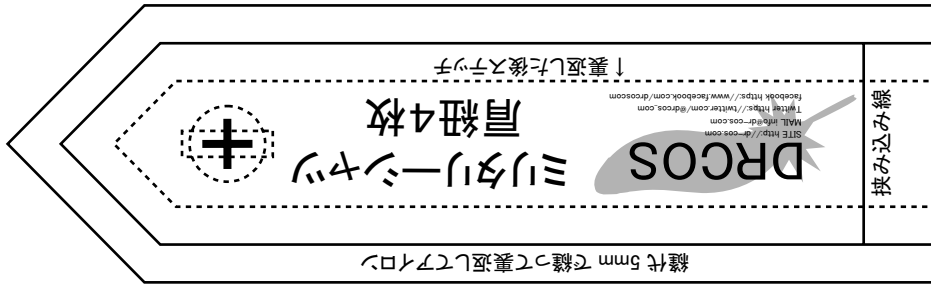 縫代 5mm で縫って裏返してアイロン
DRCOS
SITE http://dr-cos.com
MAIL info@dr-cos.com
Twitter https://twitter.com/@drcos_com
facebook https://www.facebook.com/drcoscom
ミリタリーシャツ
肩紐4枚
↑裏返した後ステッチ
挟み込み線